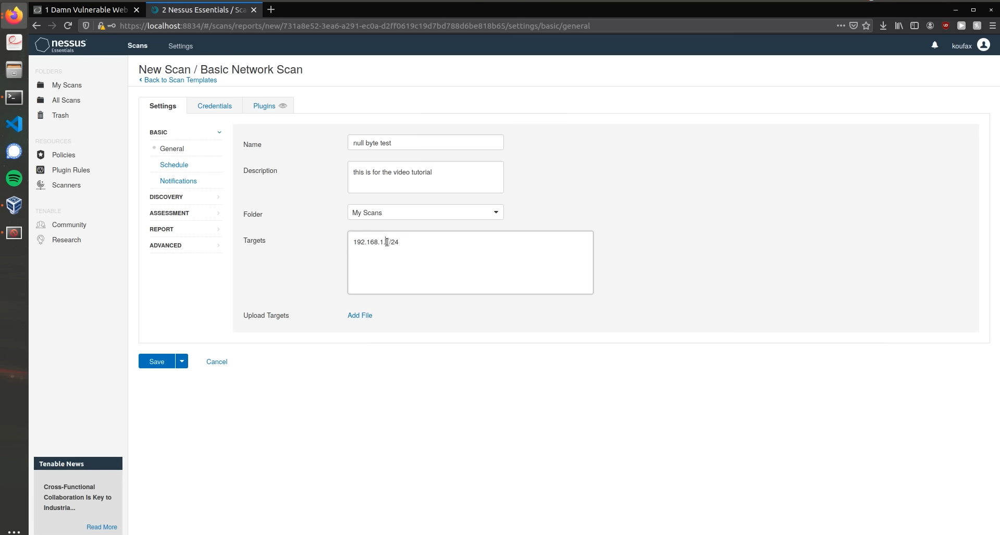 1 Damn Vulnerable Web
2 Nessus Essentials / Sca
https://localhost:8834/#/scans/reports/new/731a8e52-3ea6-a291-ec0a-d2ff0619c19d7bd788d6be818b65/settings/basic/general
nessus
Essentials
Scans
Settings
koufax
FOLDERS
My Scans
All Scans
Trash
RESOURCES
Policies
Plugin Rules
Scanners
TENABLE
Community
Research
Tenable News
Cross-Functional
Collaboration Is Key to
Industria...
Read More
New Scan / Basic Network Scan
Back to Scan Templates
Settings
Credentials
Plugins
BASIC
General
Schedule
Notifications
DISCOVERY
ASSESSMENT
REPORT
ADVANCED
Name
null byte test
Description
this is for the video tutorial
Folder
My Scans
Targets
192.168.1. /24
Upload Targets
Add File
Save
Cancel